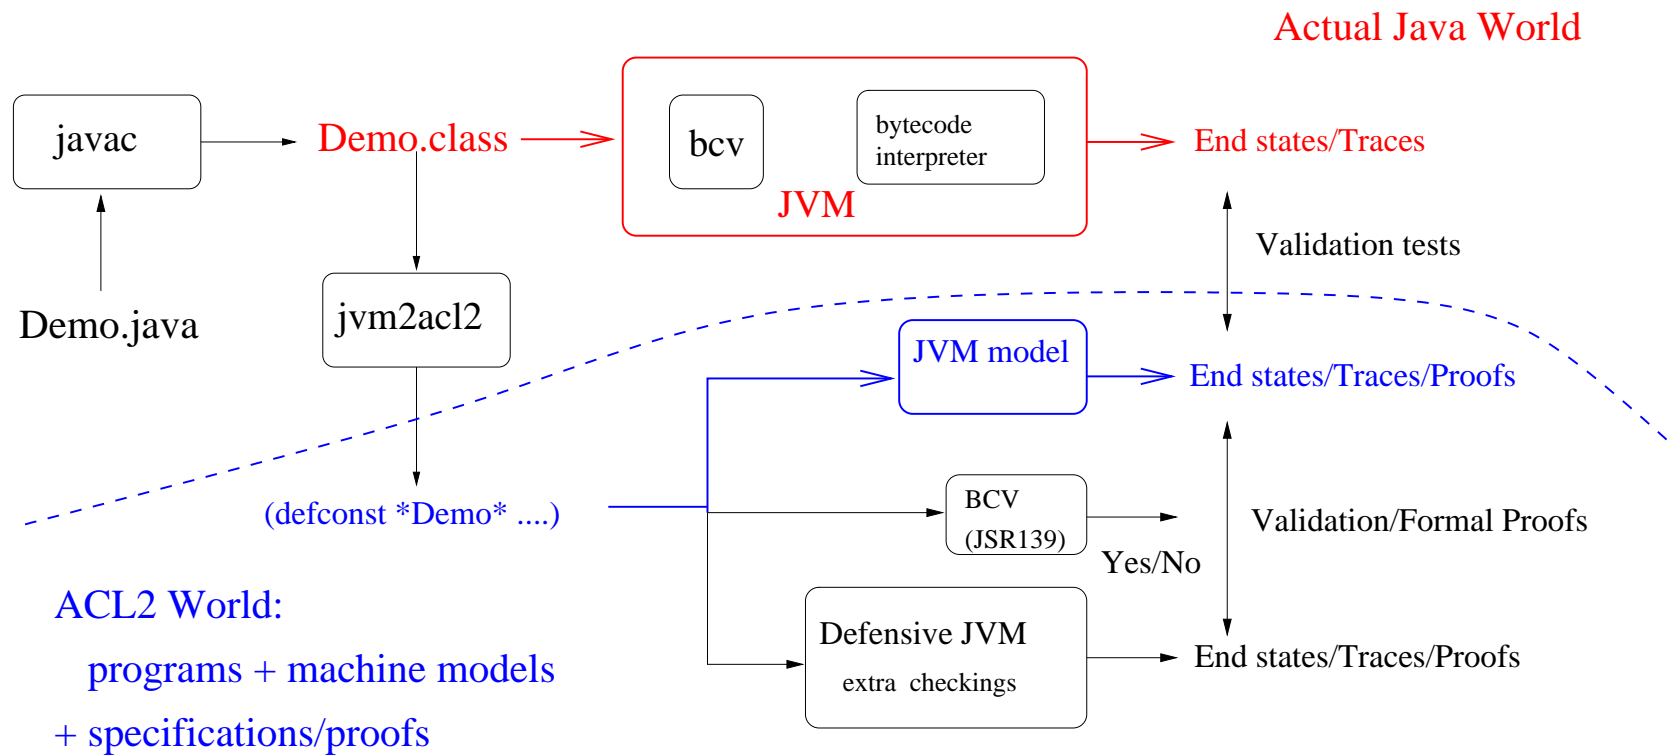 Actual Java World
javac
Demo.class
bcv
bytecode
interpreter
JVM
End states/Traces
Validation tests
Demo.java
jvm2acl2
JVM model
End states/Traces/Proofs
(defconst *Demo* ....)
BCV
(JSR139)
Yes/No
Validation/Formal Proofs
ACL2 World:
programs + machine models
+ specifications/proofs
Defensive JVM
extra checkings
End states/Traces/Proofs